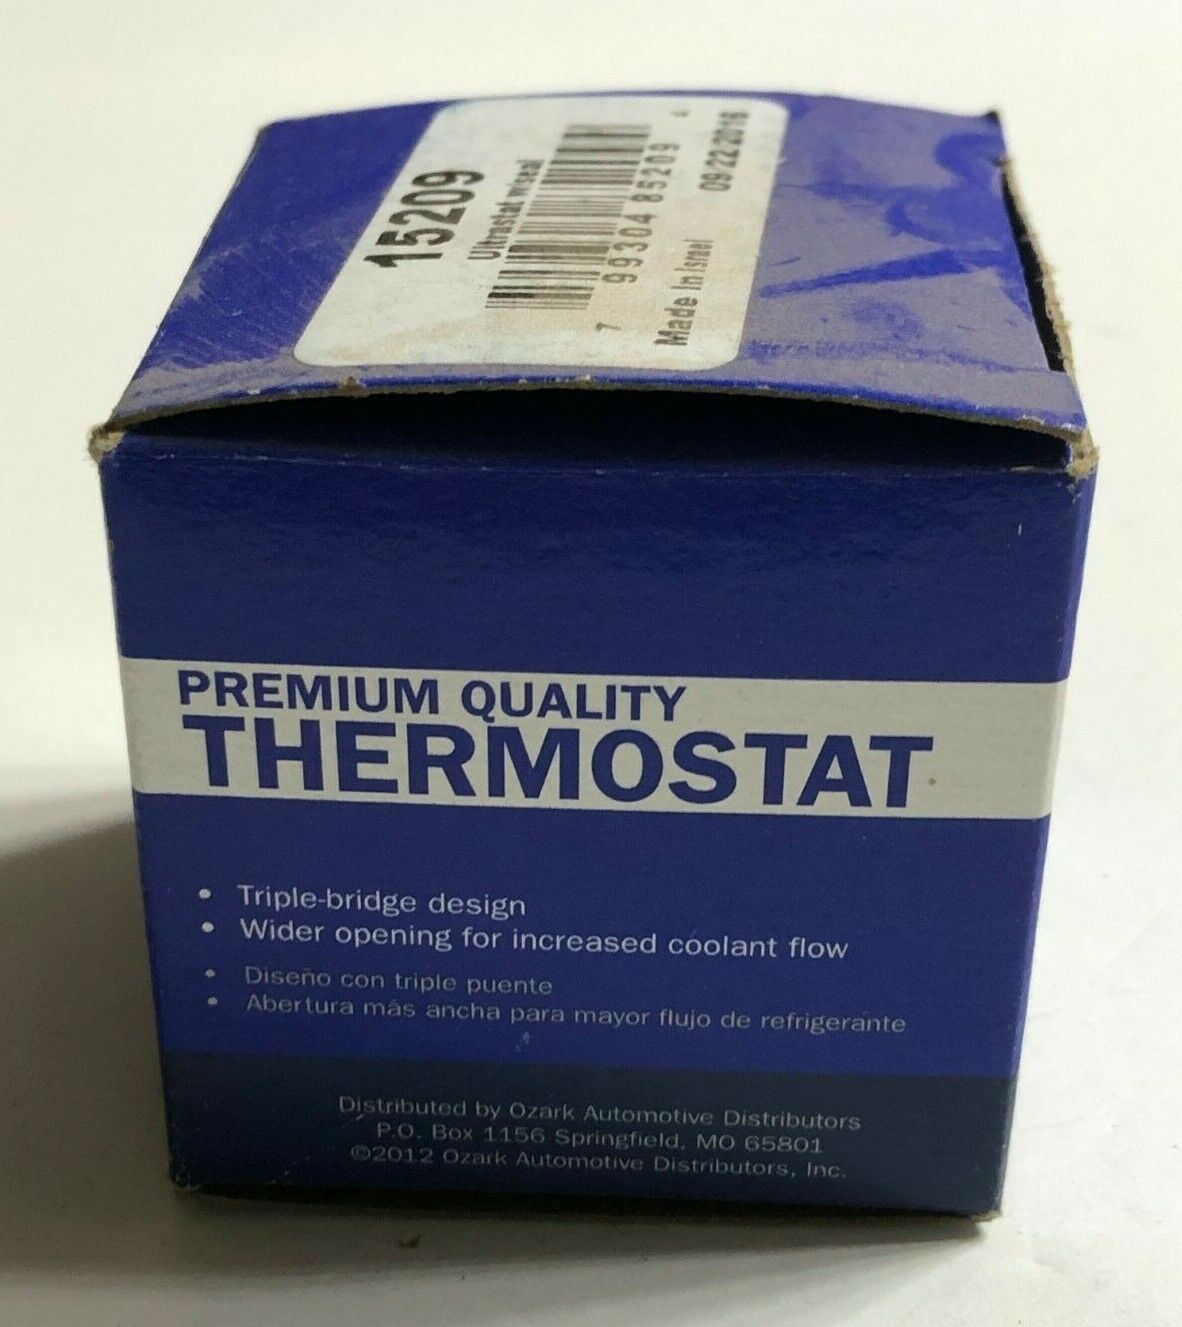 15209
Ultrastat w/seal
7 99304 85209 4
Made In Israel
09/22/2016
PREMIUM QUALITY
THERMOSTAT
• Triple-bridge design
• Wider opening for increased coolant flow
• Diseño con triple puente
• Abertura más ancha para mayor flujo de refrigerante
Distributed by Ozark Automotive Distributors
P.O. Box 1156 Springfield, MO 65801
©2012 Ozark Automotive Distributors, Inc.